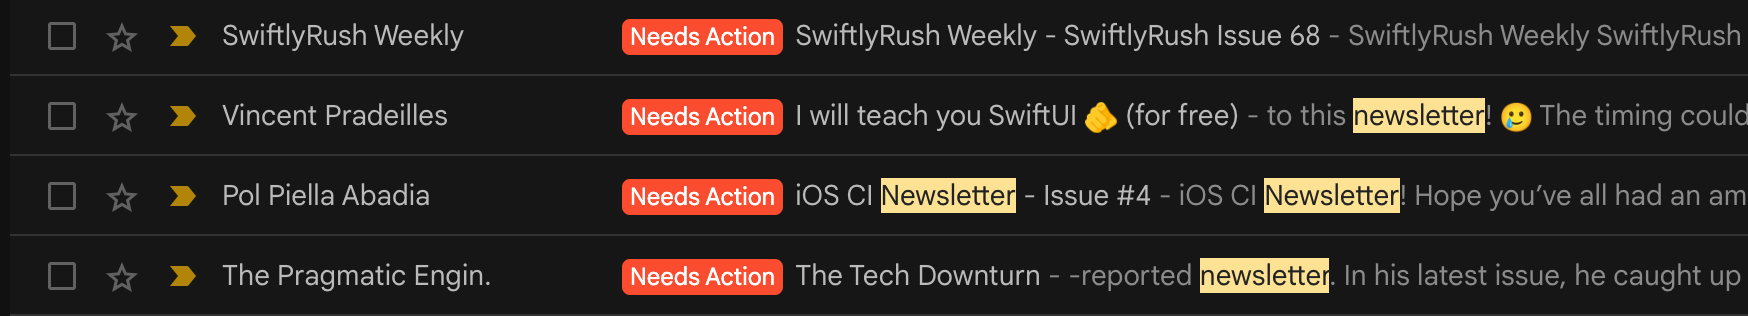 SwiftlyRush Weekly Needs Action SwiftlyRush Weekly - SwiftlyRush Issue 68 - SwiftlyRush Weekly SwiftlyRush
Vincent Pradeilles Needs Action I will teach you SwiftUI 🫵 (for free) - to this newsletter! 🥲 The timing could
Pol Piella Abadia Needs Action iOS CI Newsletter - Issue #4 - iOS CI Newsletter! Hope you’ve all had an am
The Pragmatic Engin. Needs Action The Tech Downturn - -reported newsletter. In his latest issue, he caught up